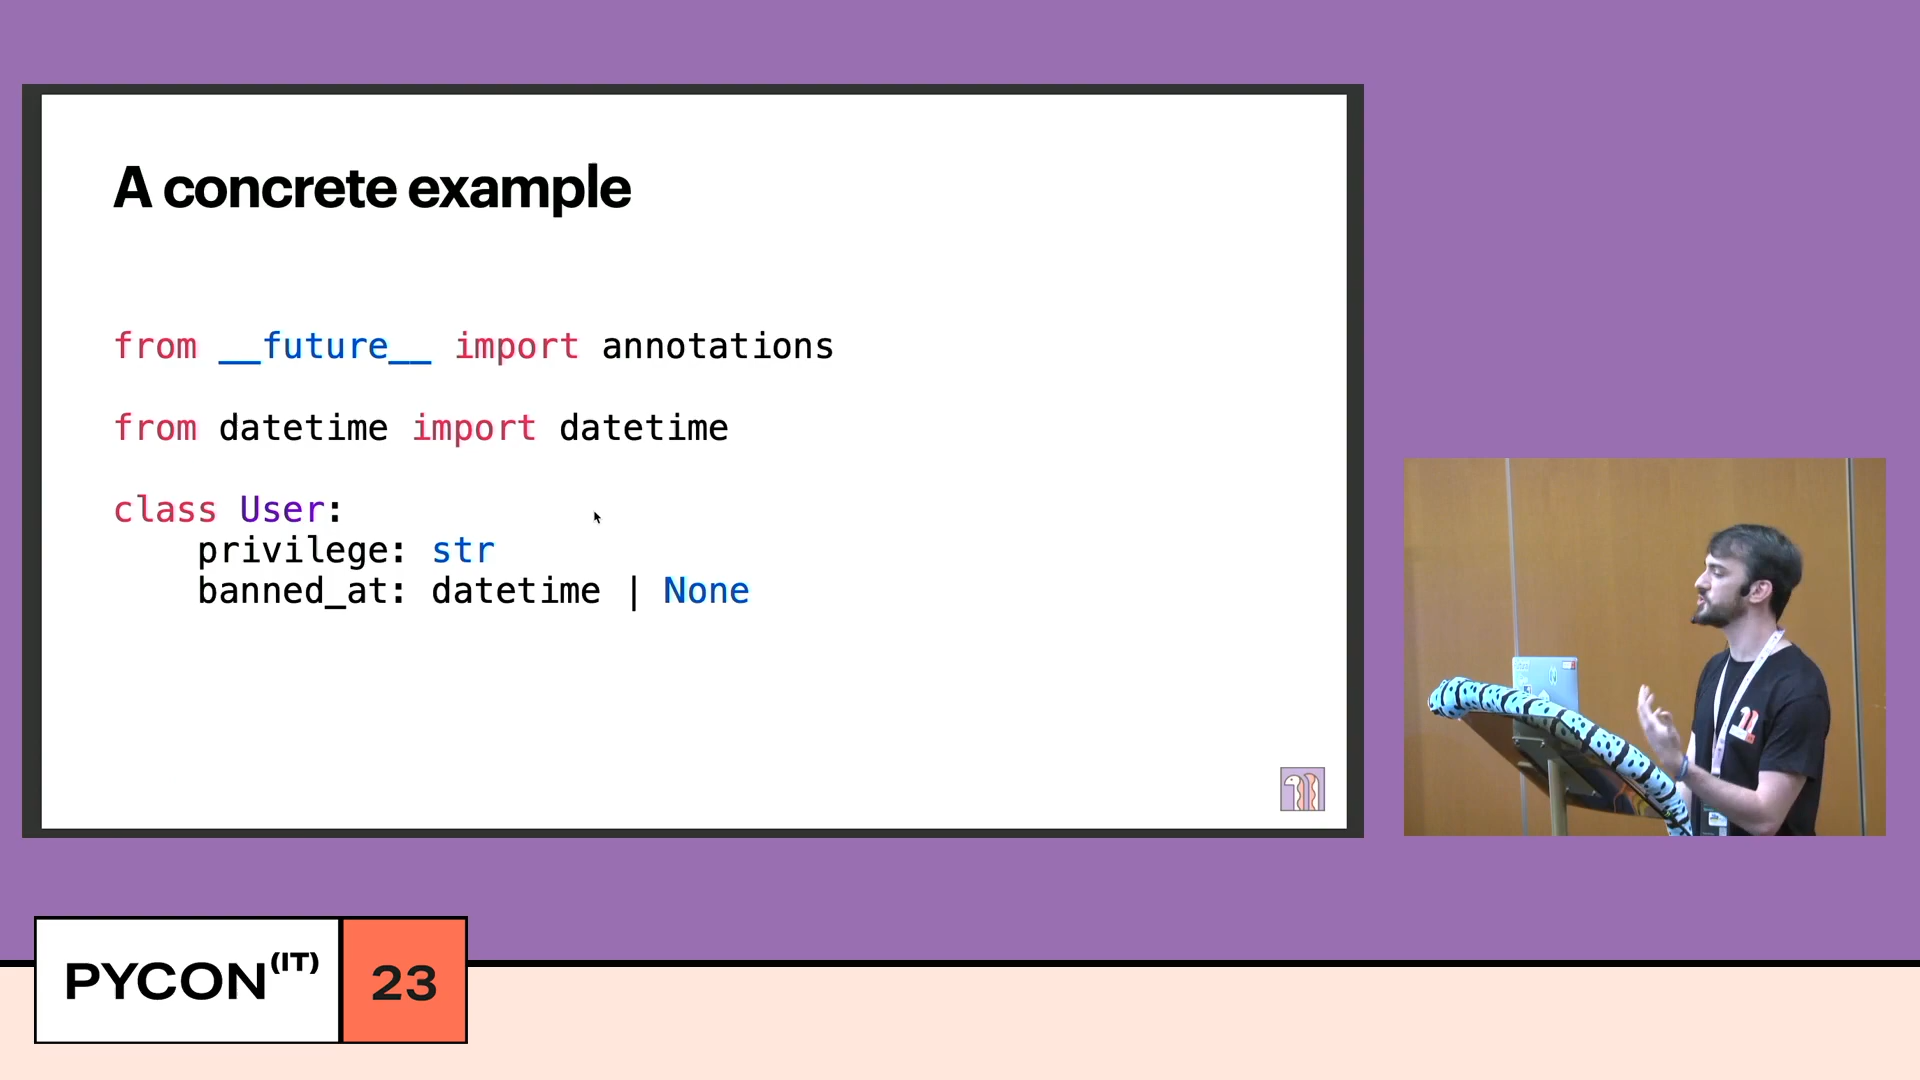 A concrete example
from __future__ import annotations
from datetime import datetime
class User:
    privilege: str
    banned_at: datetime | None
PYCON(IT) 23